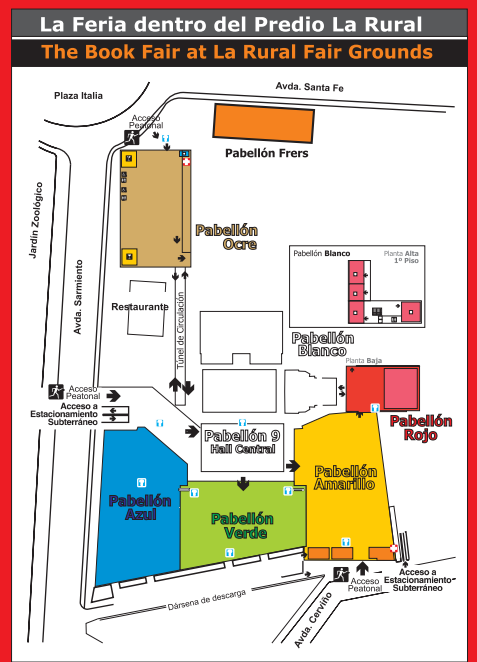 La Feria dentro del Predio La Rural
The Book Fair at La Rural Fair Grounds
Plaza Italia
Avda. Santa Fe
Acceso
Peatonal
Pabellón Frers
Jardín Zoológico
Avda. Sarmiento
Pabellón
Ocre
Pabellón Blanco
Planta Alta
1º Piso
Restaurante
Túnel de Circulación
Pabellón
Blanco
Planta Baja
Acceso
Peatonal
Acceso a
Estacionamiento
Subterráneo
Pabellón
Rojo
Pabellón 9
Hall Central
Pabellón
Amarillo
Pabellón
Azul
Pabellón
Verde
Dársena de descarga
Avda. Cerviño
Acceso
Peatonal
Acceso a
Estacionamiento
Subterráneo